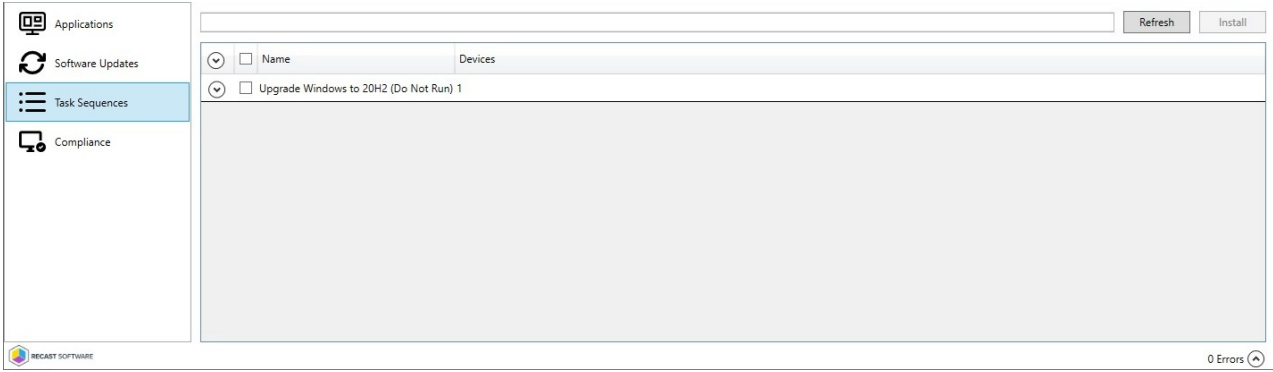 Applications
Refresh
Install
Software Updates
Name
Devices
Upgrade Windows to 20H2 (Do Not Run) 1
Task Sequences
Compliance
RECAST SOFTWARE
0 Errors